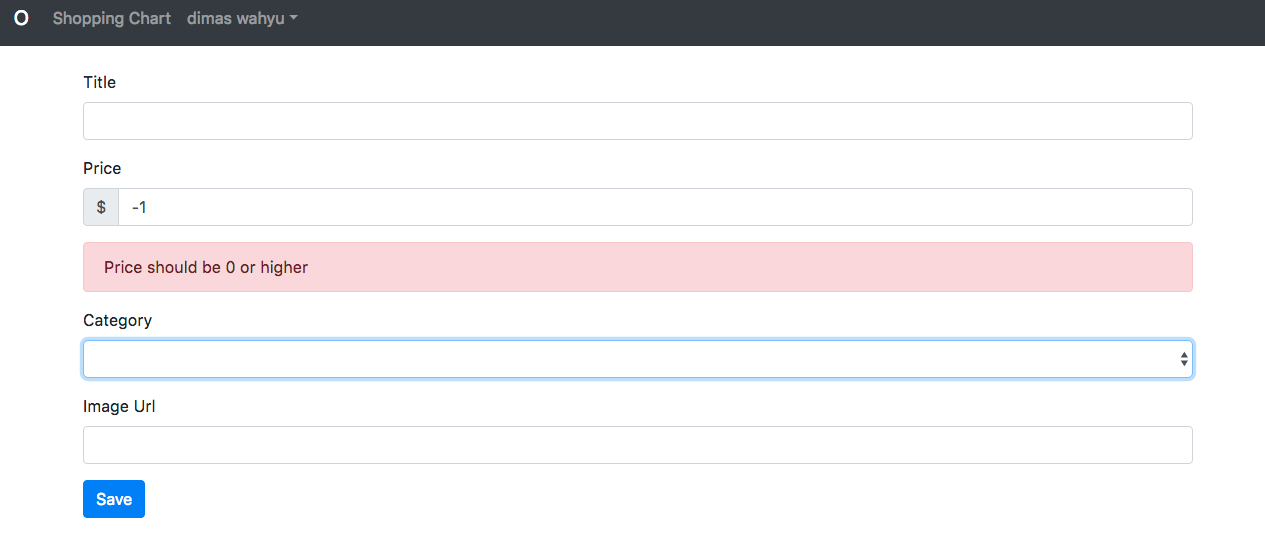 O Shopping Chart dimas wahyu
Title
Price
$ -1
Price should be 0 or higher
Category
Image Url
Save